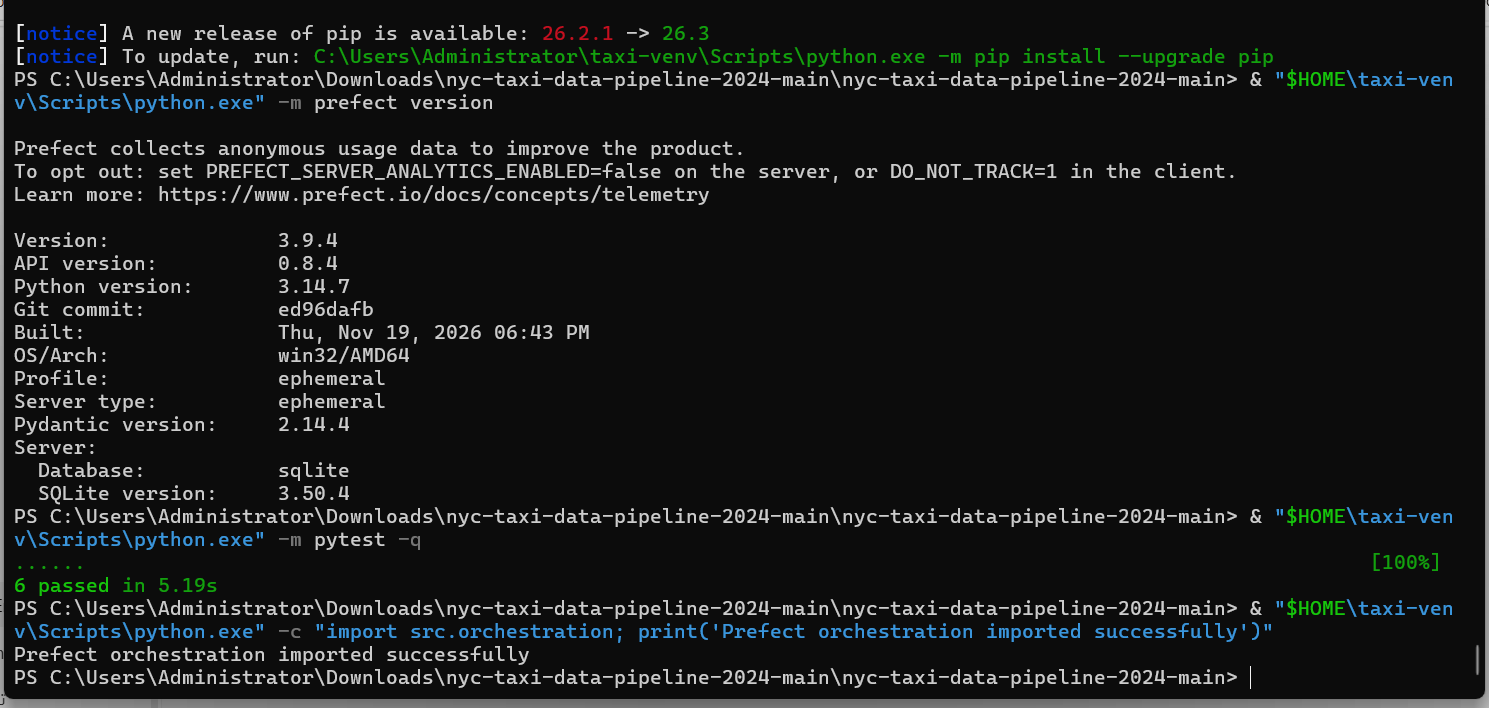 [notice] A new release of pip is available: 26.2.1 -> 26.3
[notice] To update, run: C:\Users\Administrator\taxi-venv\Scripts\python.exe -m pip install --upgrade pip
PS C:\Users\Administrator\Downloads\nyc-taxi-data-pipeline-2024-main\nyc-taxi-data-pipeline-2024-main> & "$HOME\taxi-ven
v\Scripts\python.exe" -m prefect version
Prefect collects anonymous usage data to improve the product.
To opt out: set PREFECT_SERVER_ANALYTICS_ENABLED=false on the server, or DO_NOT_TRACK=1 in the client.
Learn more: https://www.prefect.io/docs/concepts/telemetry
Version: 3.9.4
API version: 0.8.4
Python version: 3.14.7
Git commit: ed96dafb
Built: Thu, Nov 19, 2026 06:43 PM
OS/Arch: win32/AMD64
Profile: ephemeral
Server type: ephemeral
Pydantic version: 2.14.4
Server:
Database: sqlite
SQLite version: 3.50.4
PS C:\Users\Administrator\Downloads\nyc-taxi-data-pipeline-2024-main\nyc-taxi-data-pipeline-2024-main> & "$HOME\taxi-ven
v\Scripts\python.exe" -m pytest -q
...... [100%]
6 passed in 5.19s
PS C:\Users\Administrator\Downloads\nyc-taxi-data-pipeline-2024-main\nyc-taxi-data-pipeline-2024-main> & "$HOME\taxi-ven
v\Scripts\python.exe" -c "import src.orchestration; print('Prefect orchestration imported successfully')"
Prefect orchestration imported successfully
PS C:\Users\Administrator\Downloads\nyc-taxi-data-pipeline-2024-main\nyc-taxi-data-pipeline-2024-main>